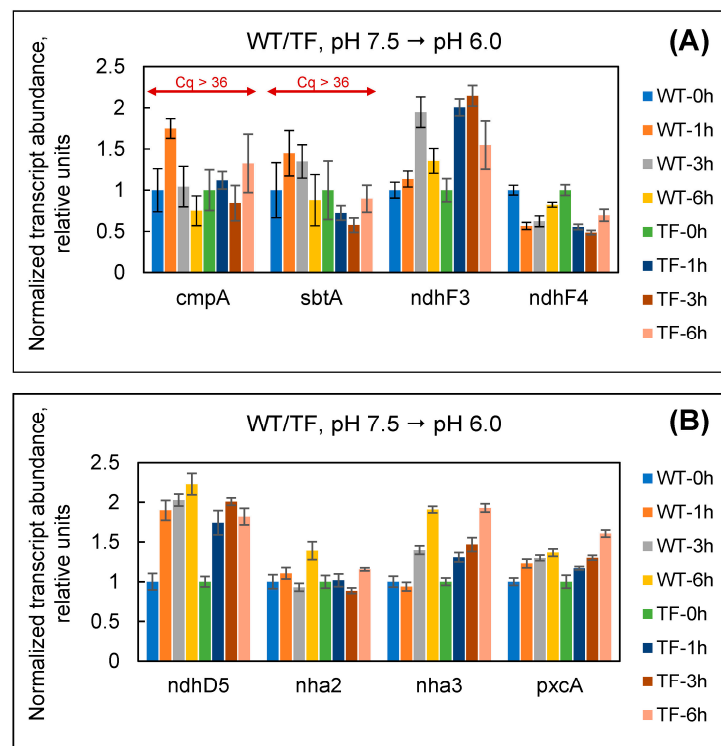 WT/TF, pH 7.5 → pH 6.0
(A)
Normalized transcript abundance,
relative units
2.5
2
1.5
1
0.5
0
Cq > 36
Cq > 36
cmpA
sbtA
ndhF3
ndhF4
WT-0h
WT-1h
WT-3h
WT-6h
TF-0h
TF-1h
TF-3h
TF-6h
WT/TF, pH 7.5 → pH 6.0
(B)
Normalized transcript abundance,
relative units
2.5
2
1.5
1
0.5
0
ndhD5
nha2
nha3
pxcA
WT-0h
WT-1h
WT-3h
WT-6h
TF-0h
TF-1h
TF-3h
TF-6h